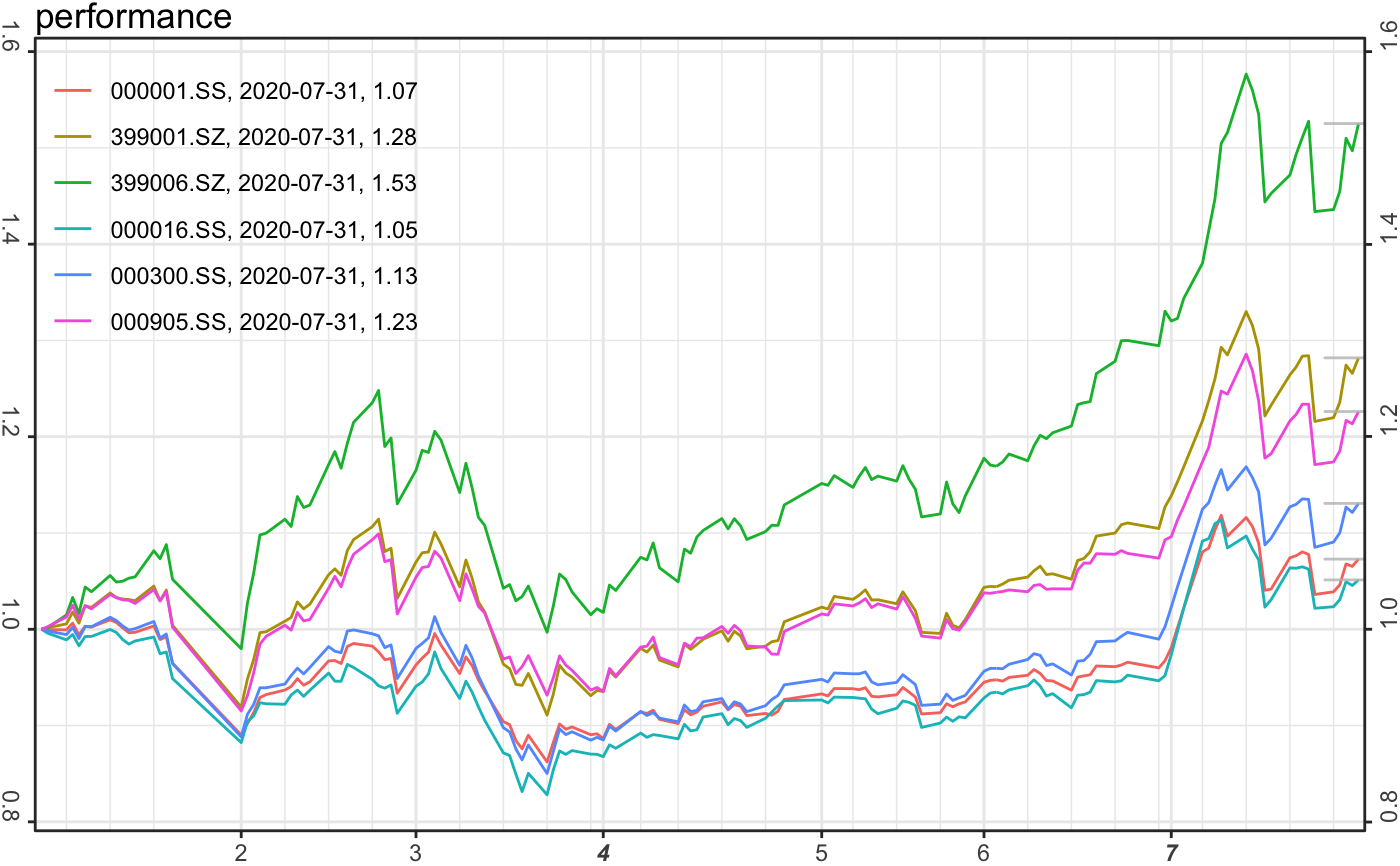 performance
000001.SS, 2020-07-31, 1.07
399001.SZ, 2020-07-31, 1.28
399006.SZ, 2020-07-31, 1.53
000016.SS, 2020-07-31, 1.05
000300.SS, 2020-07-31, 1.13
000905.SS, 2020-07-31, 1.23
1.6
1.4
1.2
1.0
0.8
1.6
1.4
1.2
1.0
0.8
2 3 4 5 6 7